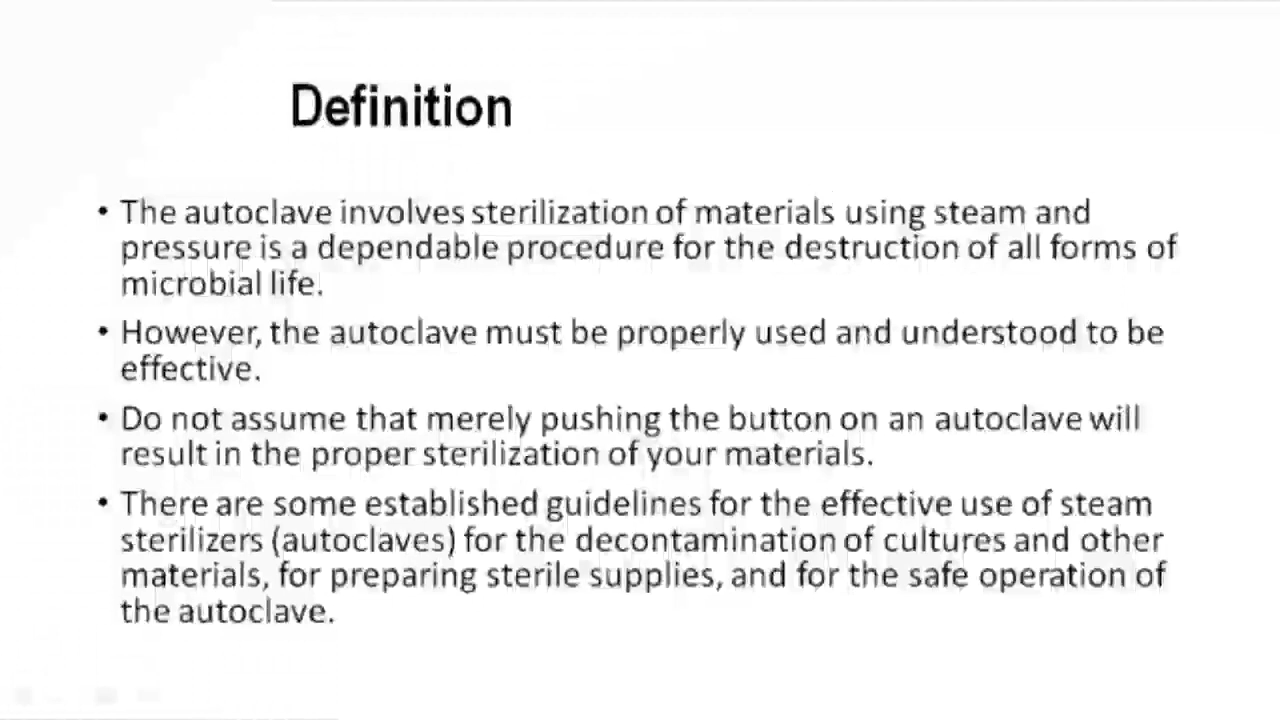 Definition
• The autoclave involves sterilization of materials using steam and
pressure is a dependable procedure for the destruction of all forms of
microbial life.
• However, the autoclave must be properly used and understood to be
effective.
• Do not assume that merely pushing the button on an autoclave will
result in the proper sterilization of your materials.
• There are some established guidelines for the effective use of steam
sterilizers (autoclaves) for the decontamination of cultures and other
materials, for preparing sterile supplies, and for the safe operation of
the autoclave.